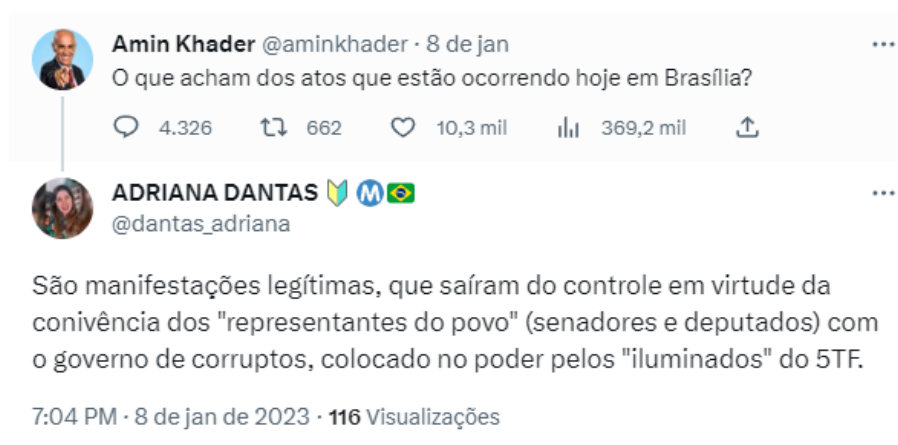 Amin Khader @aminkhader · 8 de jan
O que acham dos atos que estão ocorrendo hoje em Brasília?
4.326 662 10,3 mil 369,2 mil
ADRIANA DANTAS 🔰 Ⓜ️🇧🇷
@dantas_adriana
São manifestações legítimas, que saíram do controle em virtude da
conivência dos "representantes do povo" (senadores e deputados) com
o governo de corruptos, colocado no poder pelos "iluminados" do 5TF.
7:04 PM · 8 de jan de 2023 · 116 Visualizações